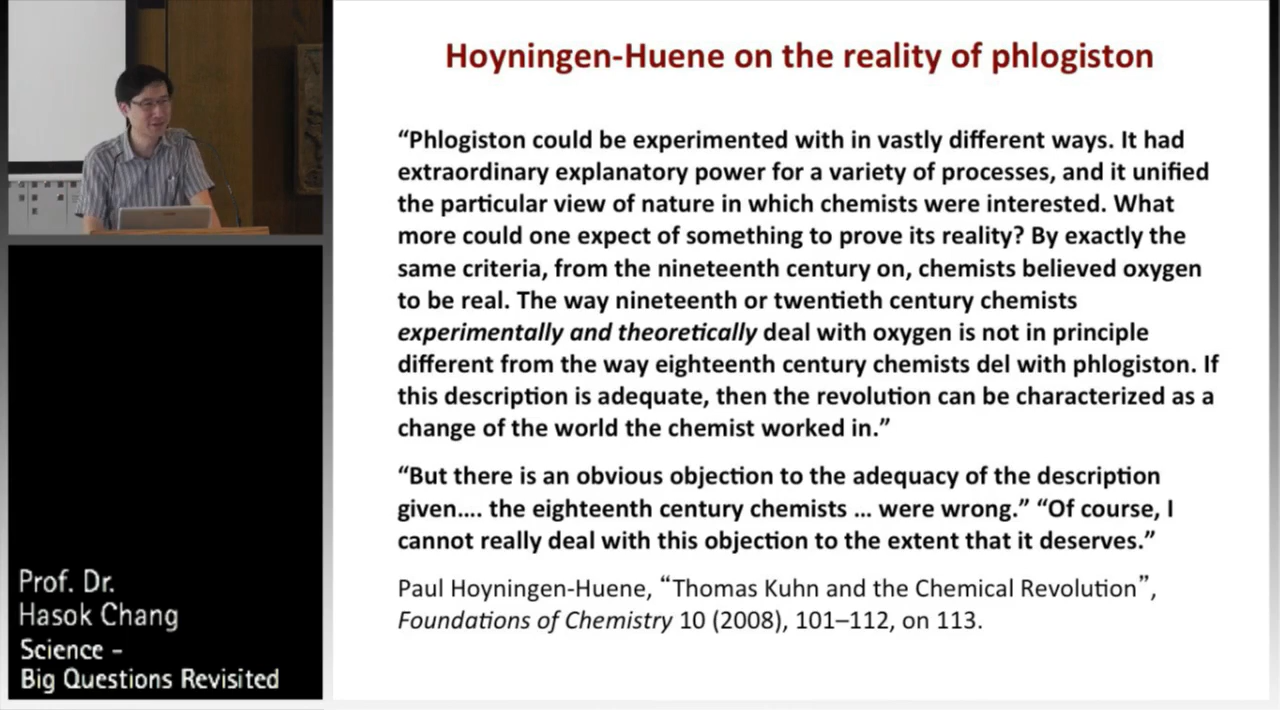 Hoyningen-Huene on the reality of phlogiston
“Phlogiston could be experimented with in vastly different ways. It had
extraordinary explanatory power for a variety of processes, and it unified
the particular view of nature in which chemists were interested. What
more could one expect of something to prove its reality? By exactly the
same criteria, from the nineteenth century on, chemists believed oxygen
to be real. The way nineteenth or twentieth century chemists
experimentally and theoretically deal with oxygen is not in principle
different from the way eighteenth century chemists del with phlogiston. If
this description is adequate, then the revolution can be characterized as a
change of the world the chemist worked in.”
“But there is an obvious objection to the adequacy of the description
given.... the eighteenth century chemists ... were wrong.” “Of course, I
cannot really deal with this objection to the extent that it deserves.”
Paul Hoyningen-Huene, “Thomas Kuhn and the Chemical Revolution”,
Foundations of Chemistry 10 (2008), 101–112, on 113.
Prof. Dr.
Hasok Chang
Science –
Big Questions Revisited